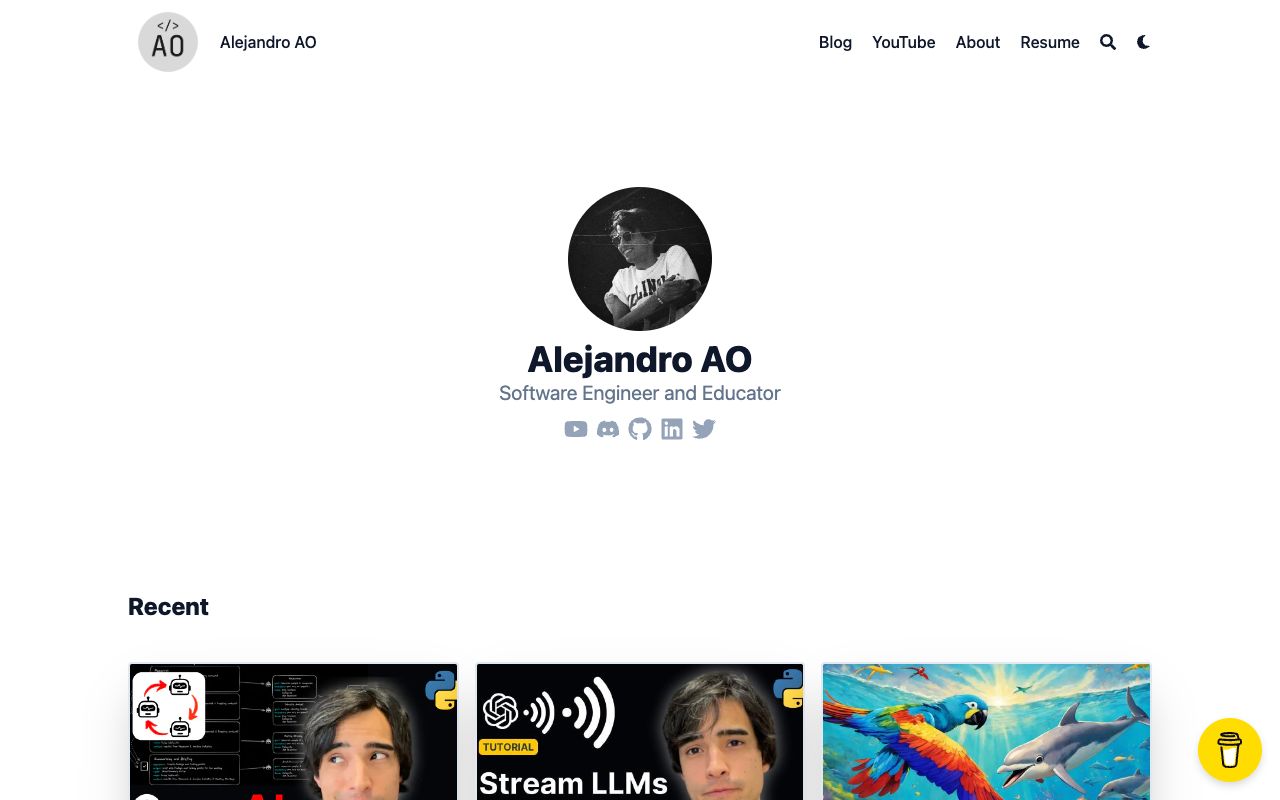 </>
AO
Alejandro AO
Blog
YouTube
About
Resume
Alejandro AO
Software Engineer and Educator
Recent
TUTORIAL
Stream LLMs